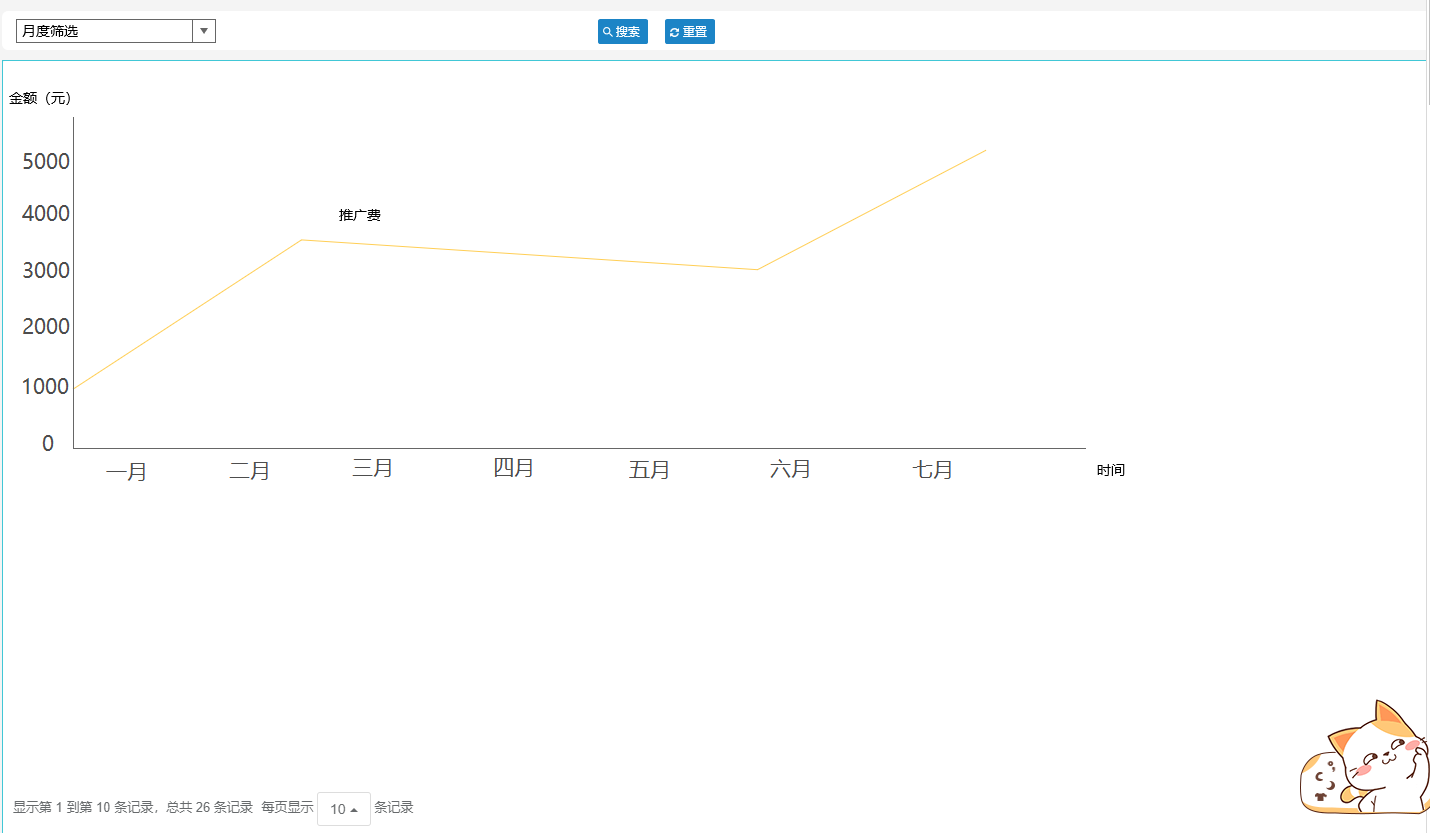 月度筛选
搜索
重置
金额（元）
5000
4000
推广费
3000
2000
1000
0
一月 二月 三月 四月 五月 六月 七月 时间
显示第 1 到第 10 条记录，总共 26 条记录 每页显示 10 条记录